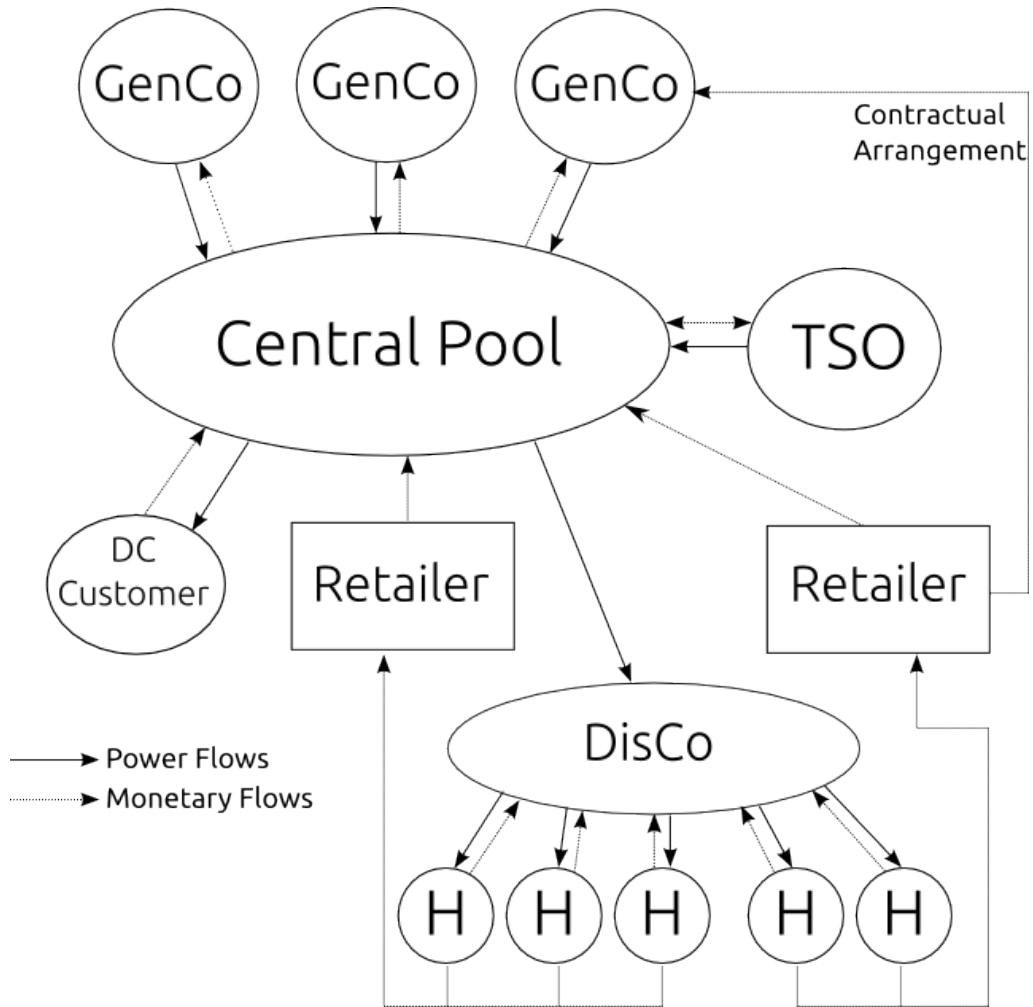 GenCo
GenCo
GenCo
Contractual
Arrangement
Central Pool
TSO
DC
Customer
Retailer
Retailer
DisCo
Power Flows
Monetary Flows
H
H
H
H
H